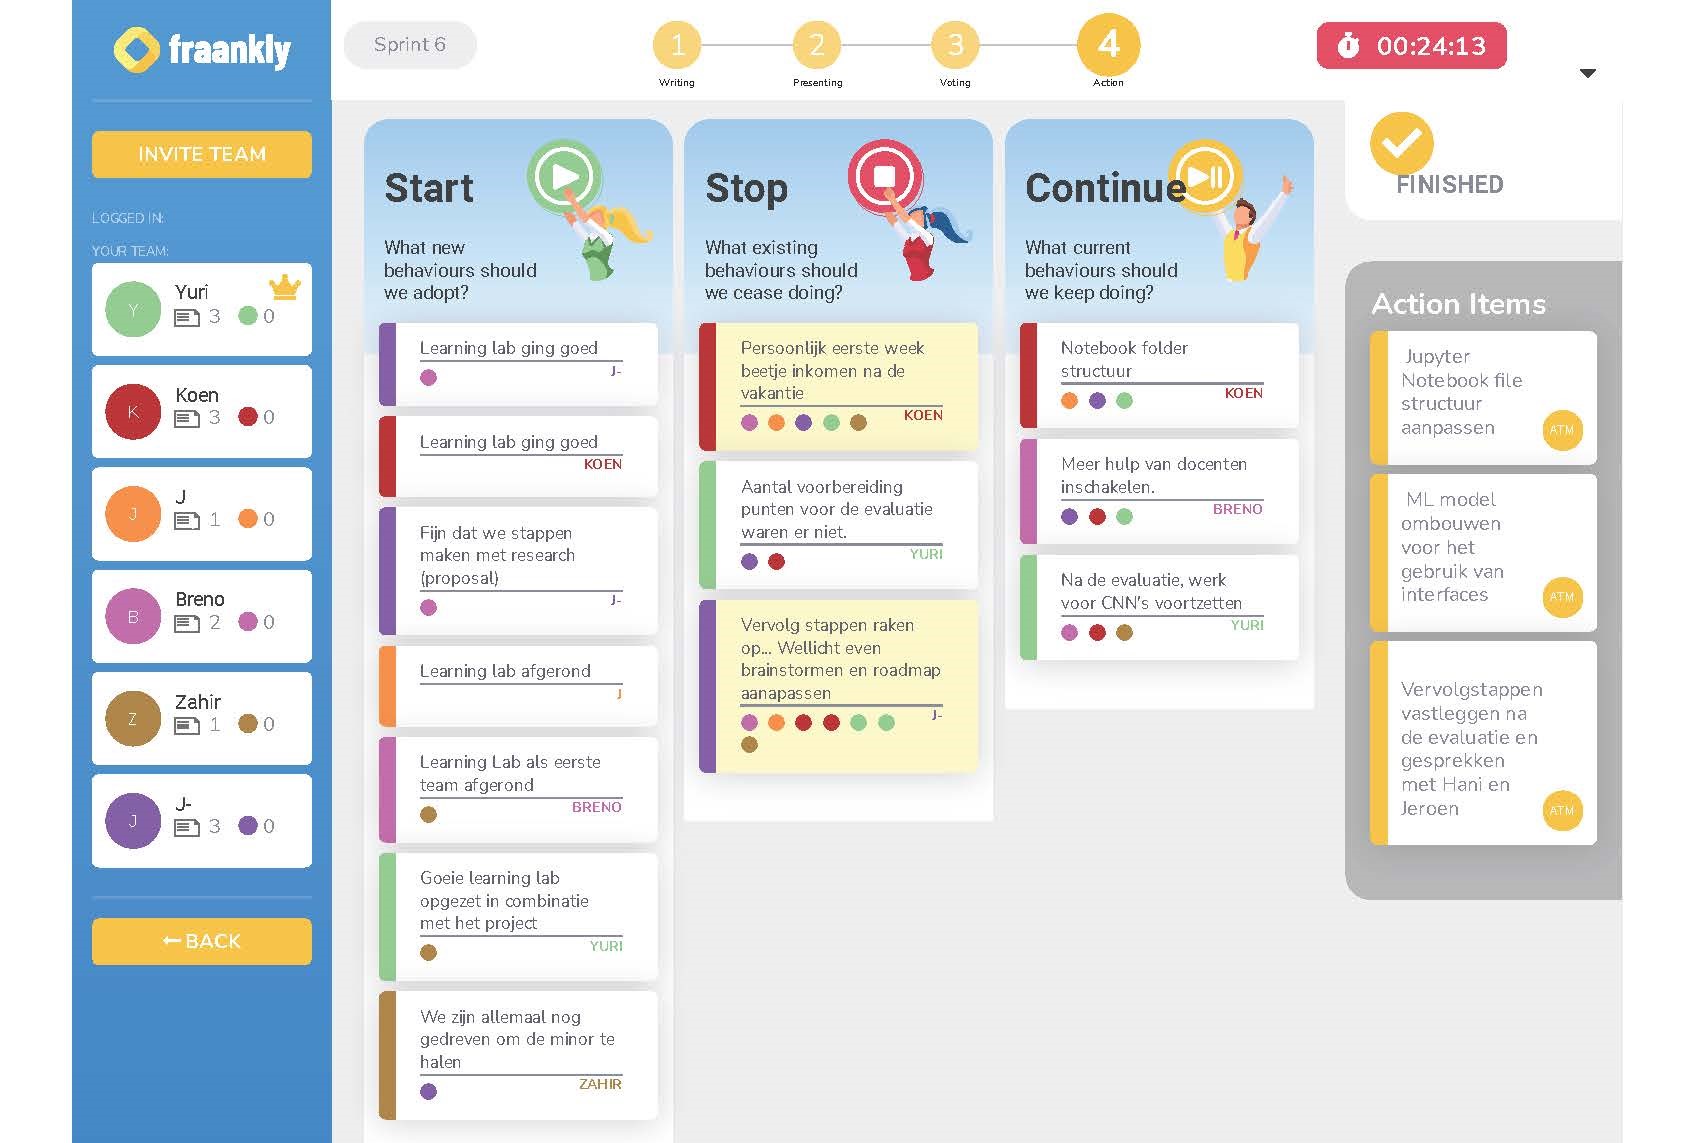 fraankly
Sprint 6
1
2
3
4
Writing
Presenting
Voting
Action
00:24:13
INVITE TEAM
LOGGED IN:
YOUR TEAM:
Y
Yuri
3
0
K
Koen
3
0
J
J
1
0
B
Breno
2
0
Z
Zahir
1
0
J
J-
3
0
BACK
Start
What new
behaviours should
we adopt?
Learning lab ging goed
J-
Learning lab ging goed
KOEN
Fijn dat we stappen
maken met research
(proposal)
J-
Learning lab afgerond
J
Learning Lab als eerste
team afgerond
BRENO
Goeie learning lab
opgezet in combinatie
met het project
YURI
We zijn allemaal nog
gedreven om de minor te
halen
ZAHIR
Stop
What existing
behaviours should
we cease doing?
Persoonlijk eerste week
beetje inkomen na de
vakantie
KOEN
Aantal voorbereiding
punten voor de evaluatie
waren er niet.
YURI
Vervolg stappen raken
op... Wellicht even
brainstormen en roadmap
aanapassen
J-
Continue
What current
behaviours should
we keep doing?
Notebook folder
structuur
KOEN
Meer hulp van docenten
inschakelen.
BRENO
Na de evaluatie, werk
voor CNN's voortzetten
YURI
FINISHED
Action Items
Jupyter
Notebook file
structuur
aanpassen
ATM
ML model
ombouwen
voor het
gebruik van
interfaces
ATM
Vervolgstappen
vastleggen na
de evaluatie en
gesprekken
met Hani en
Jeroen
ATM